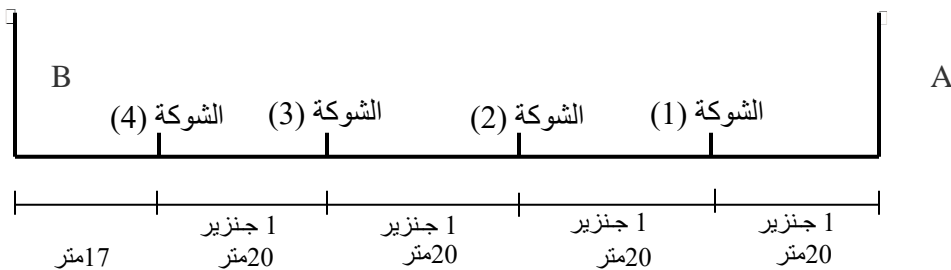 A
B
الشوكة (1)
الشوكة (2)
الشوكة (3)
الشوكة (4)
1 جنزير
20متر
1 جنزير
20متر
1 جنزير
20متر
1 جنزير
20متر
17متر